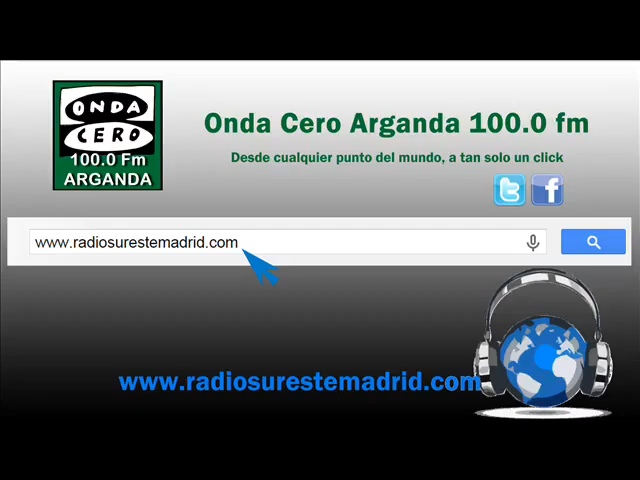 ONDA
CERO
100.0 Fm
ARGANDA
Onda Cero Arganda 100.0 fm
Desde cualquier punto del mundo, a tan solo un click
www.radiosurestemadrid.com
www.radiosurestemadrid.com